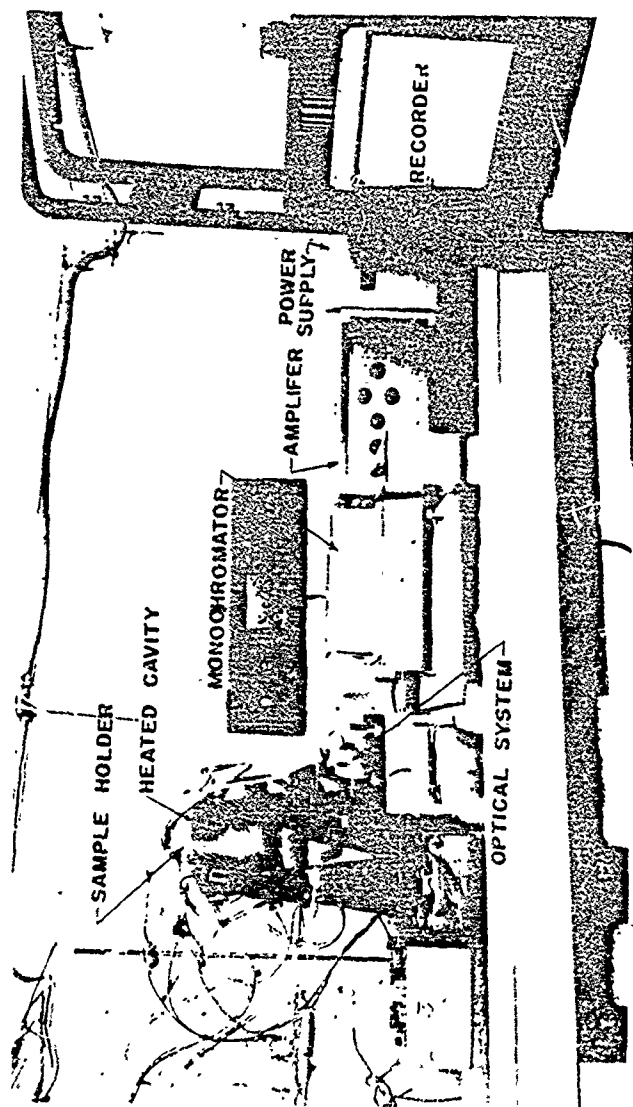 SAMPLE HOLDER
HEATED CAVITY
MONOCHROMATOR
AMPLIFER
POWER
SUPPLY
RECORDER
OPTICAL SYSTEM